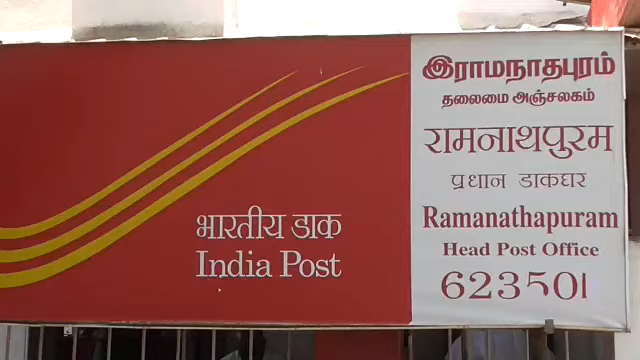 भारतीय डाक
India Post
இராமநாதபுரம்
தலைமை அஞ்சலகம்
रामनाथपुरम
प्रधान डाकघर
Ramanathapuram
Head Post Office
623501